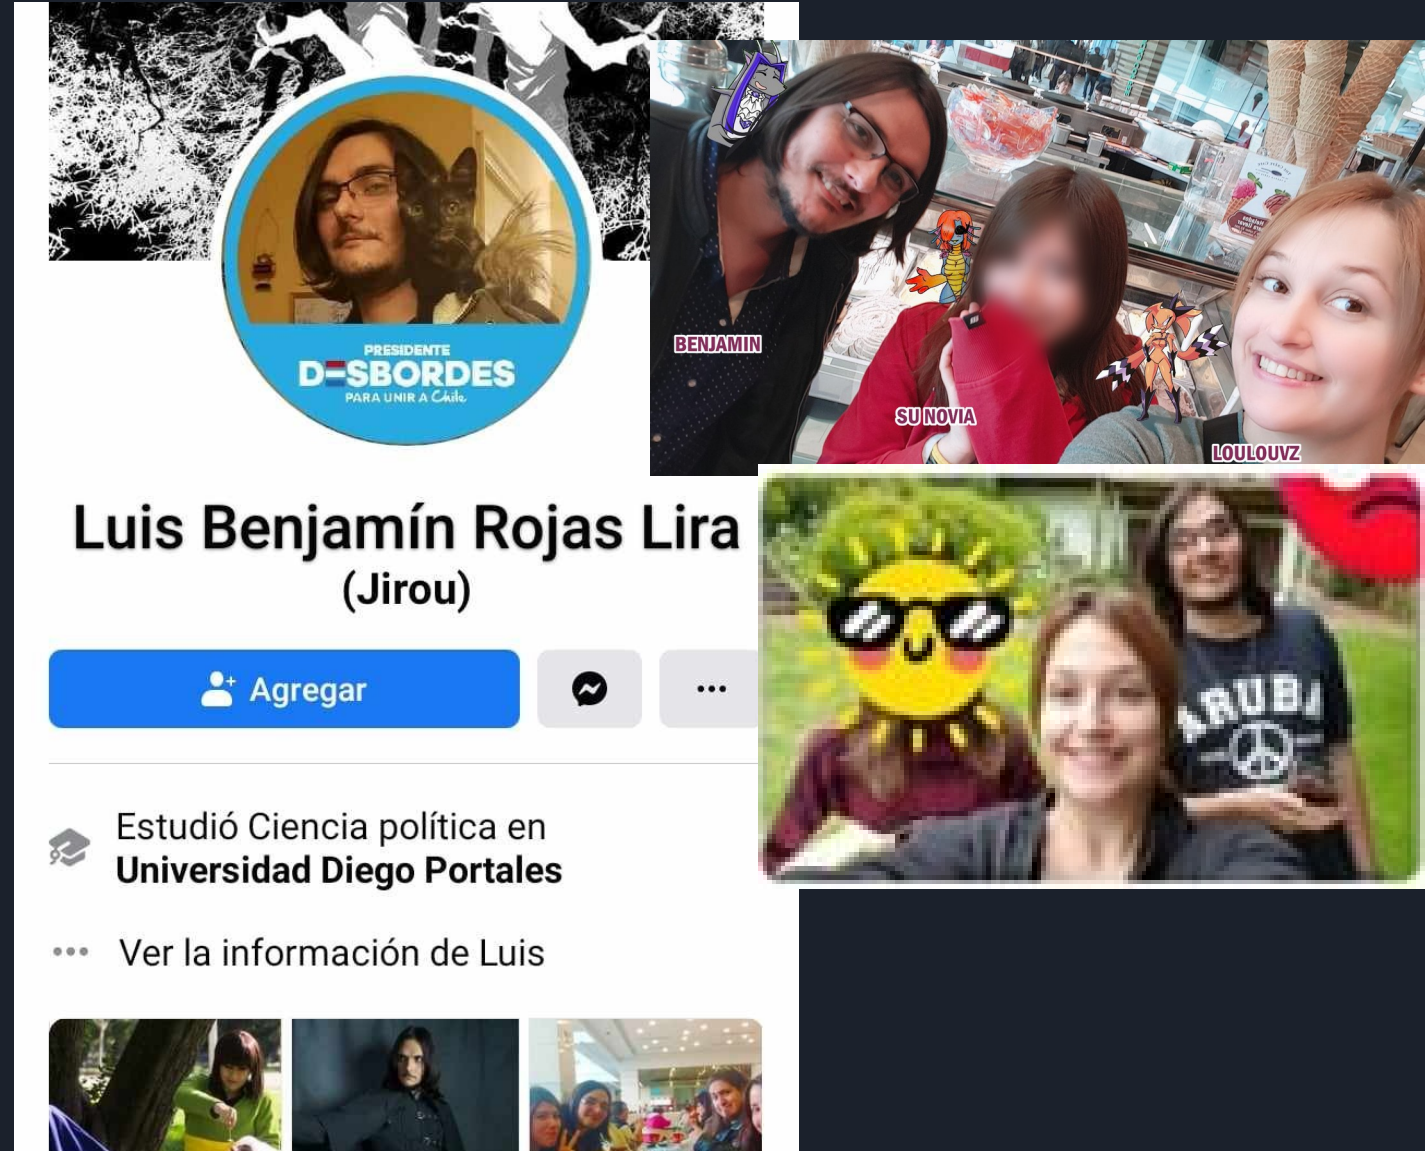 PRESIDENTE
DESBORDES
PARA UNIR A Chile
Luis Benjamín Rojas Lira
(Jirou)
Agregar
Estudió Ciencia política en
Universidad Diego Portales
Ver la información de Luis
BENJAMIN
SU NOVIA
LOULOUVZ
ARUBA